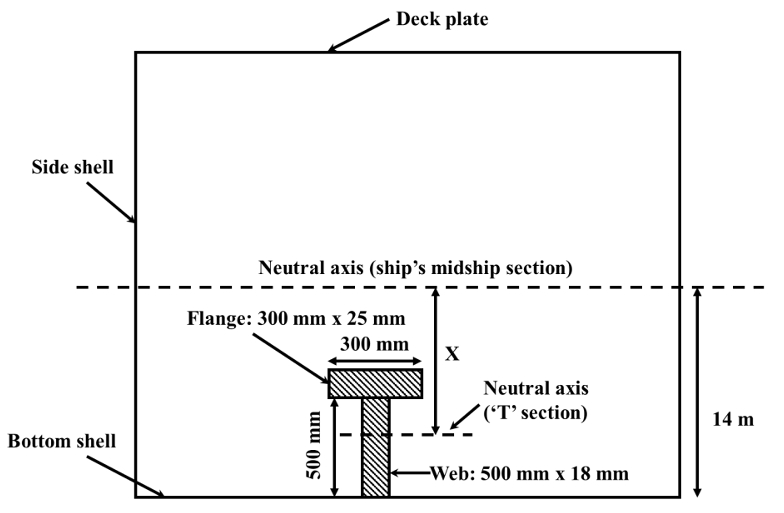 Deck plate
Side shell
Neutral axis (ship’s midship section)
Flange: 300 mm x 25 mm
300 mm
X
Neutral axis
(‘T’ section)
14 m
500 mm
Bottom shell
Web: 500 mm x 18 mm